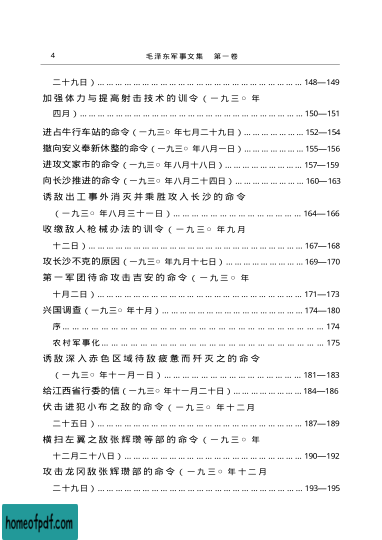 4 毛泽东军事文集 第一卷
二十九日）……………………………………………………148—149
加强体力与提高射击技术的训令（一九三○年
四月）…………………………………………………………150—151
进占牛行车站的命令（一九三○年七月二十九日）………………152—154
撤向安义奉新休整的命令（一九三○年八月一日）………………155—156
进攻文家市的命令（一九三○年八月十八日）……………………157—159
向长沙推进的命令（一九三○年八月二十四日）…………………160—163
诱敌出工事外消灭并乘胜攻入长沙的命令
（一九三○年八月三十一日）………………………………164—166
收缴敌人枪械办法的训令（一九三○年九月
十二日）………………………………………………………167—168
攻长沙不克的原因（一九三○年九月十七日）……………………169—170
第一军团待命攻击吉安的命令（一九三○年
十月二日）……………………………………………………171—173
兴国调查（一九三○年十月）………………………………………174—180
序…………………………………………………………………174
农村军事化………………………………………………………175
诱敌深入赤色区域待敌疲惫而歼灭之的命令
（一九三○年十一月一日）…………………………………181—183
给江西省行委的信（一九三○年十一月二十日）…………………184—186
伏击进犯小布之敌的命令（一九三○年十二月
二十五日）……………………………………………………187—189
横扫左翼之敌张辉瓒等部的命令（一九三○年
十二月二十八日）……………………………………………190—192
攻击龙冈敌张辉瓒部的命令（一九三○年十二月
二十九日）……………………………………………………193—195
homeofpdf.com